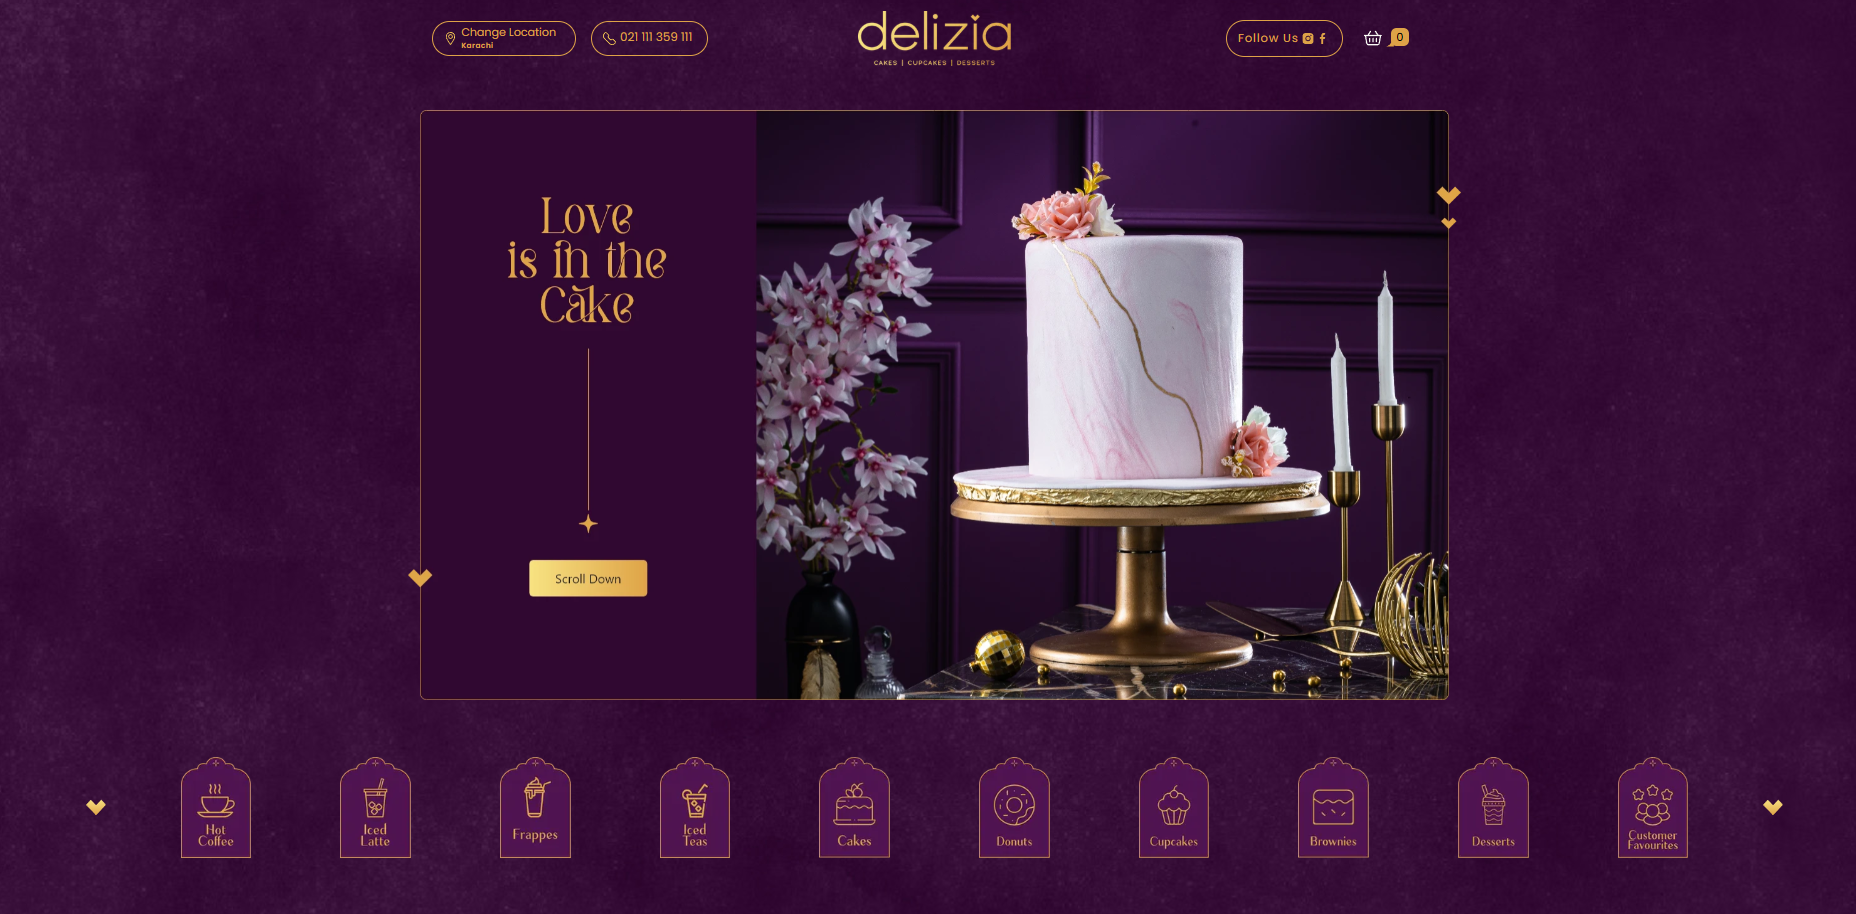 Change Location
Karachi
021 111 359 111
delizia
CAKES | CUPCAKES | DESSERTS
Follow Us
0
Love
is in the
Cake
Scroll Down
Hot
Coffee
Iced
Latte
Frappes
Iced
Teas
Cakes
Donuts
Cupcakes
Brownies
Desserts
Customer
Favourites